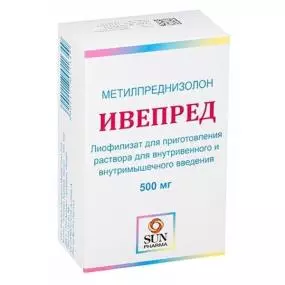 МЕТИЛПРЕДНИЗОЛОН
ИВЕПРЕД
Лиофилизат для приготовления
раствора для внутривенного и
внутримышечного введения
500 мг
SUN
PHARMA